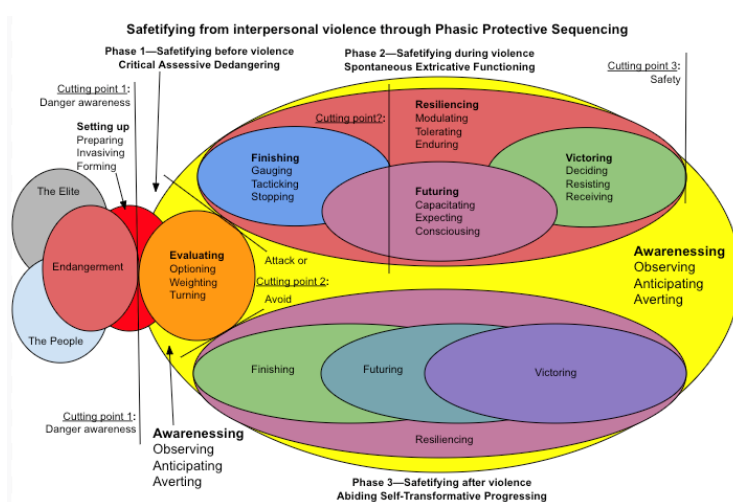 Safetifying from interpersonal violence through Phasic Protective Sequencing
Phase 1—Safetifying before violence
Critical Assessive Dedangering
Phase 2—Safetifying during violence
Spontaneous Extricative Functioning
Cutting point 3:
Safety
Cutting point 1:
Danger awareness
Setting up
Preparing
Invasiving
Forming
Cutting point?:
Resiliencing
Modulating
Tolerating
Enduring
Finishing
Gauging
Tacticking
Stopping
Victoring
Deciding
Resisting
Receiving
Futuring
Capacitating
Expecting
Consciousing
The Elite
Endangerment
The People
Evaluating
Optioning
Weighting
Turning
Attack or
Cutting point 2:
Avoid
Awarenessing
Observing
Anticipating
Averting
Finishing
Futuring
Victoring
Resiliencing
Cutting point 1:
Danger awareness
Awarenessing
Observing
Anticipating
Averting
Phase 3—Safetifying after violence
Abiding Self-Transformative Progressing